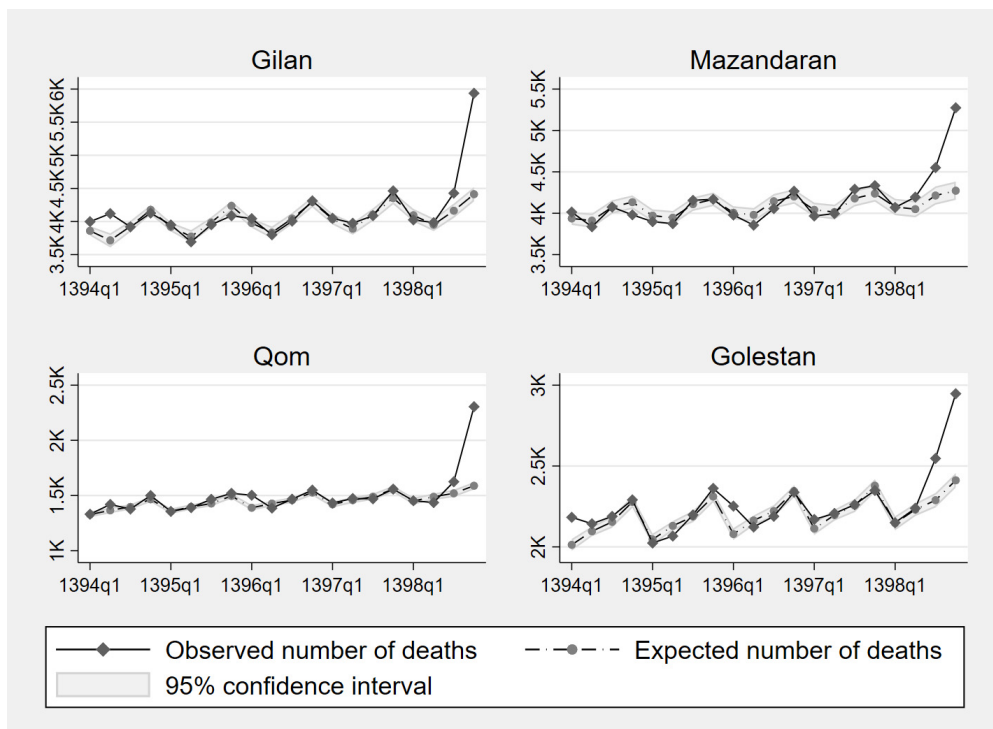 Gilan
6K
5.5K
5K
4.5K
4K
3.5K
1394q1 1395q1 1396q1 1397q1 1398q1
Mazandaran
5.5K
5K
4.5K
4K
3.5K
1394q1 1395q1 1396q1 1397q1 1398q1
Qom
2.5K
2K
1.5K
1K
1394q1 1395q1 1396q1 1397q1 1398q1
Golestan
3K
2.5K
2K
1394q1 1395q1 1396q1 1397q1 1398q1
Observed number of deaths
Expected number of deaths
95% confidence interval